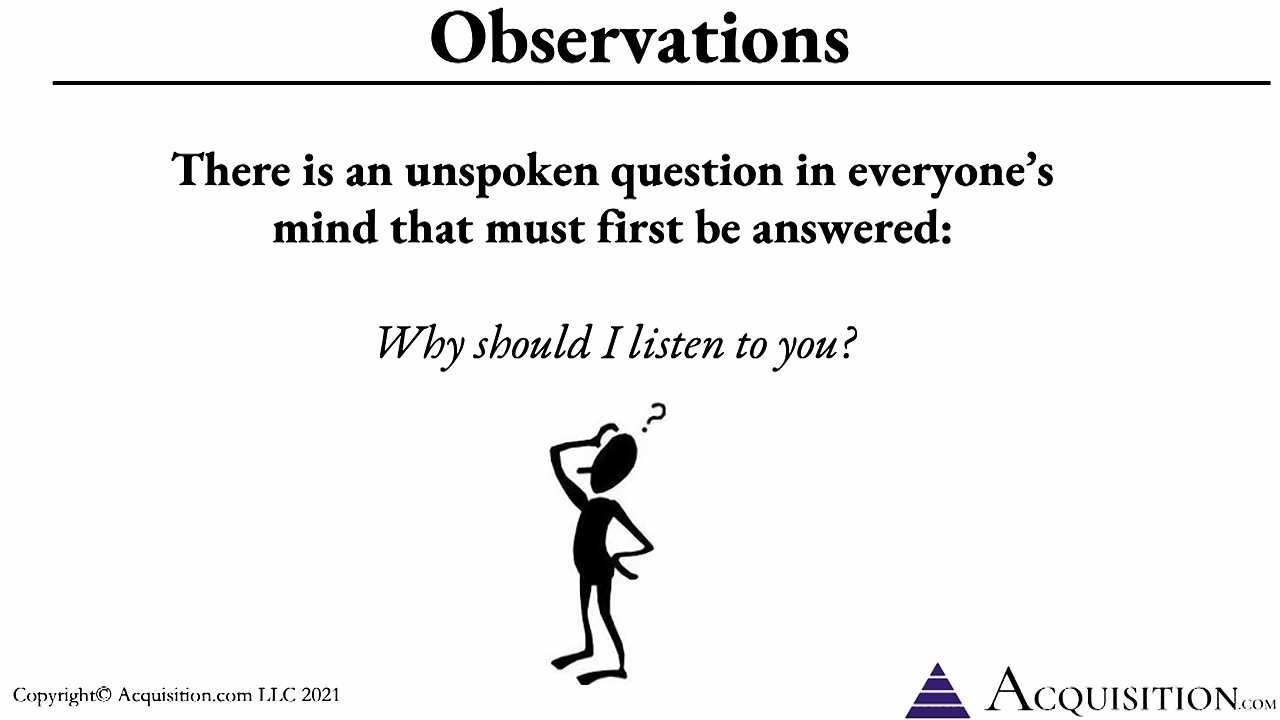 Observations
There is an unspoken question in everyone’s
mind that must first be answered:
Why should I listen to you?
?
Copyright© Acquisition.com LLC 2021
ACQUISITION.COM